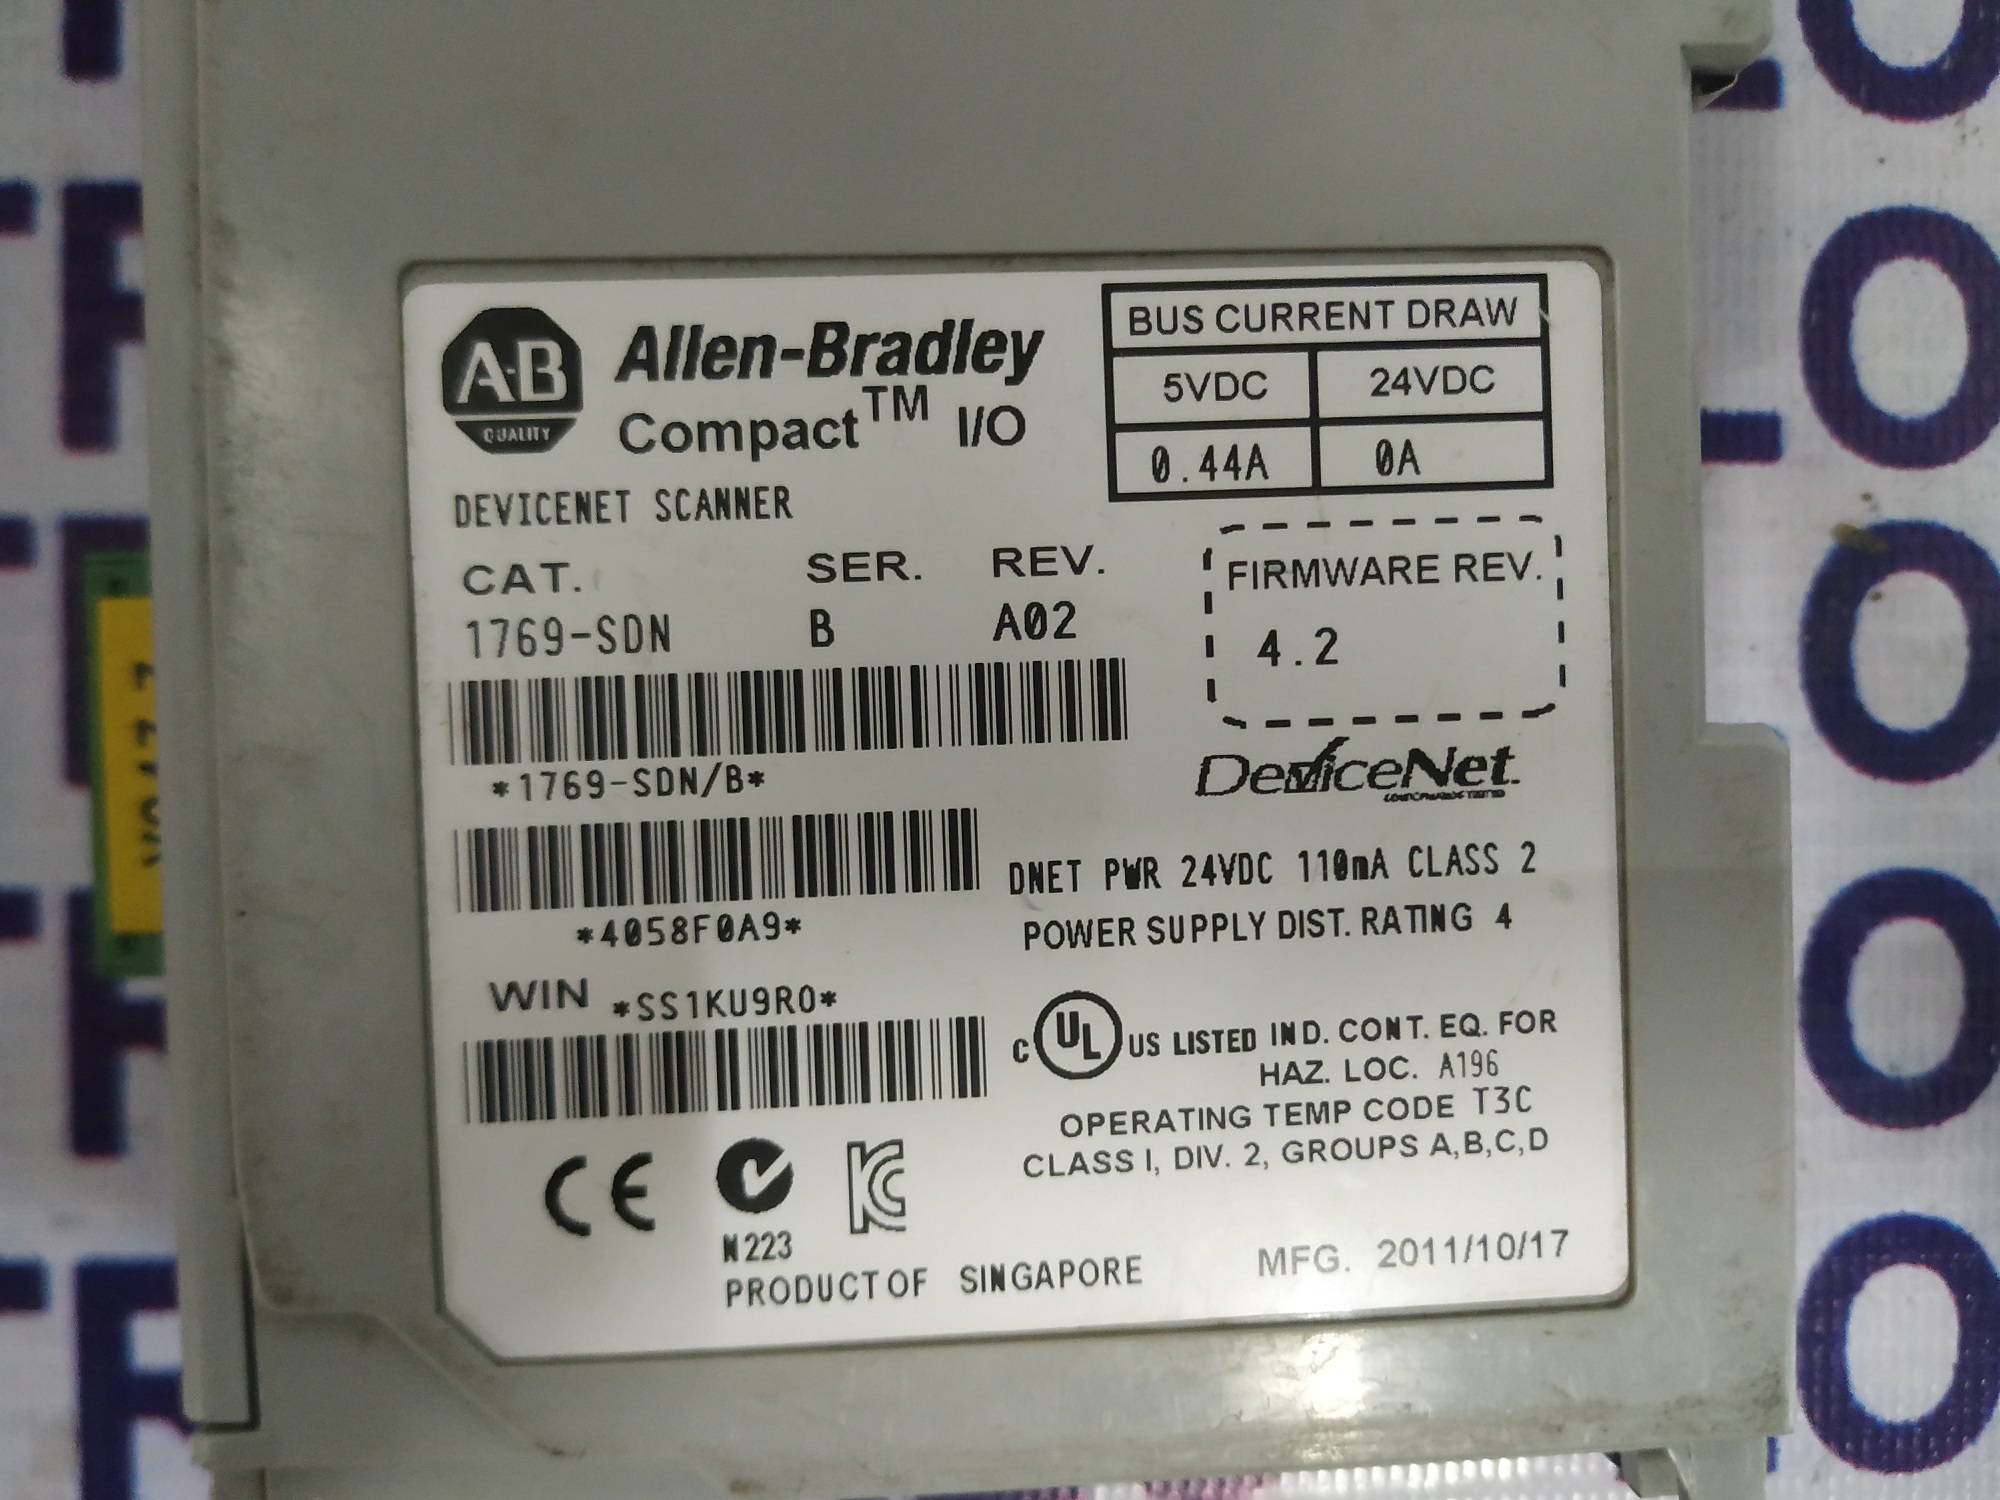 A-B
QUALITY
Allen-Bradley
Compact™ I/O
BUS CURRENT DRAW
5VDC 24VDC
0.44A 0A
DEVICENET SCANNER
CAT. SER. REV.
1769-SDN B A02
FIRMWARE REV.
4.2
*1769-SDN/B*
DeviceNet.
*4058F0A9*
DNET PWR 24VDC 110mA CLASS 2
POWER SUPPLY DIST. RATING 4
WIN *SS1KU9R0*
C UL US LISTED IND. CONT. EQ. FOR
HAZ. LOC. A196
OPERATING TEMP CODE T3C
CLASS I, DIV. 2, GROUPS A,B,C,D
CE
KC
N223
PRODUCT OF SINGAPORE
MFG. 2011/10/17